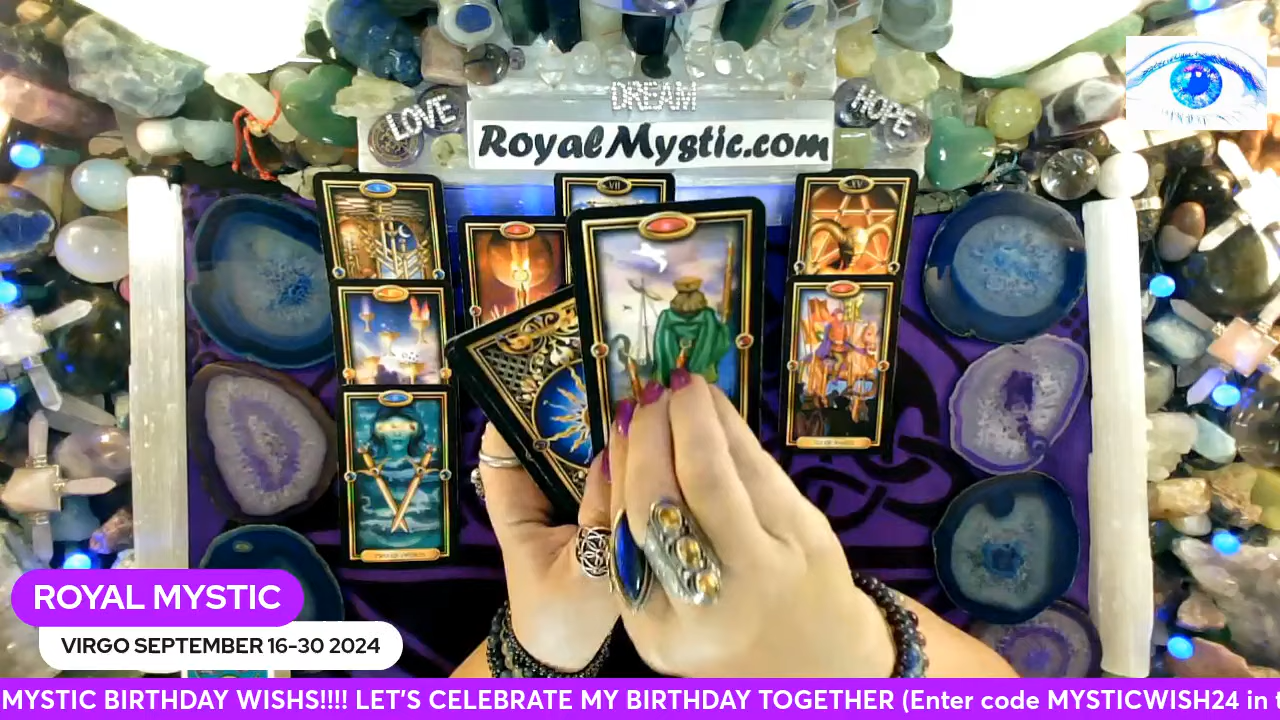 DREAM
LOVE
HOPE
RoyalMystic.com
VII
XV
ROYAL MYSTIC
VIRGO SEPTEMBER 16-30 2024
MYSTIC BIRTHDAY WISHS!!!! LET'S CELEBRATE MY BIRTHDAY TOGETHER (Enter code MYSTICWISH24 in